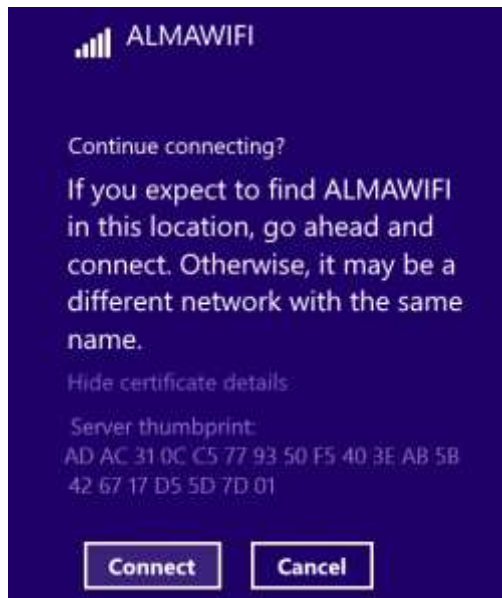 ALMAWIFI
Continue connecting?
If you expect to find ALMAWIFI
in this location, go ahead and
connect. Otherwise, it may be a
different network with the same
name.
Hide certificate details
Server thumbprint:
AD AC 31 0C C5 77 93 50 F5 40 3E AB 5B
42 67 17 D5 5D 7D 01
Connect
Cancel